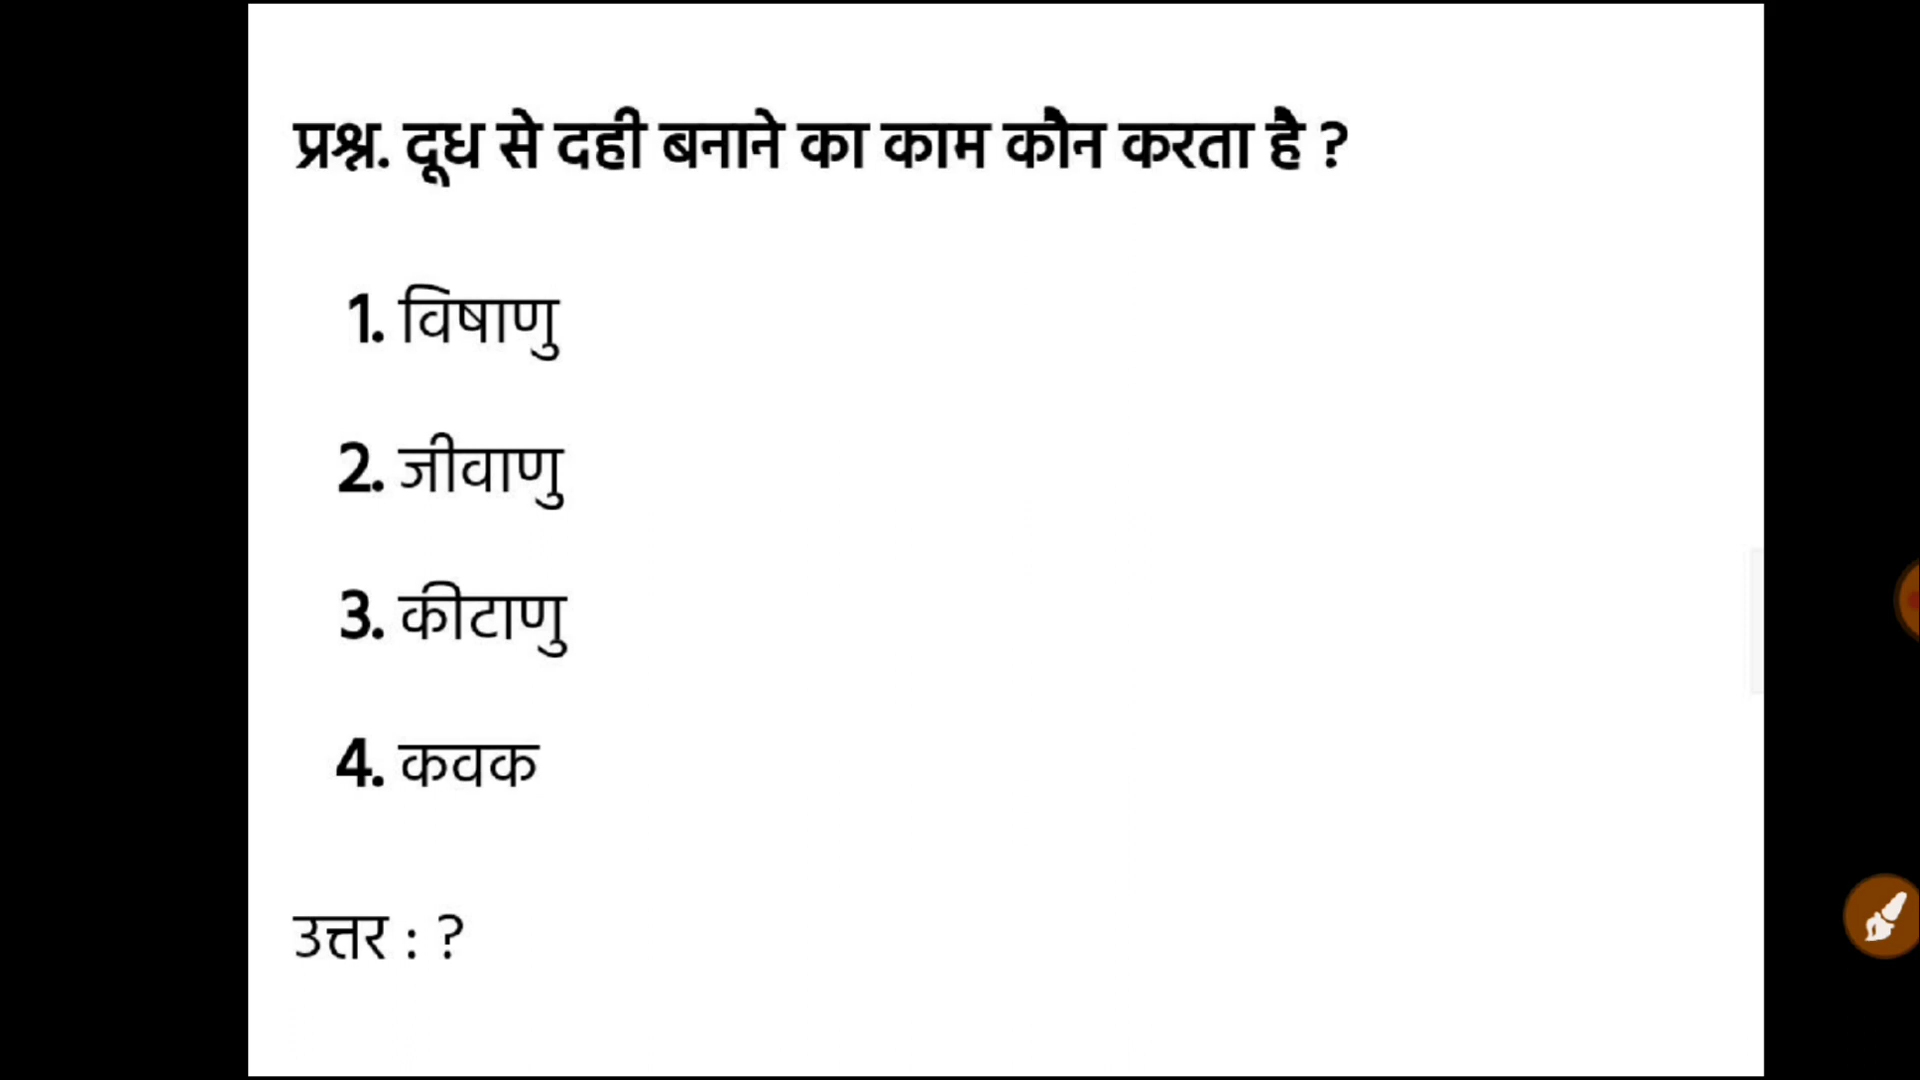 प्रश्न. दूध से दही बनाने का काम कौन करता है ?
1. विषाणु
2. जीवाणु
3. कीटाणु
4. कवक
उत्तर : ?